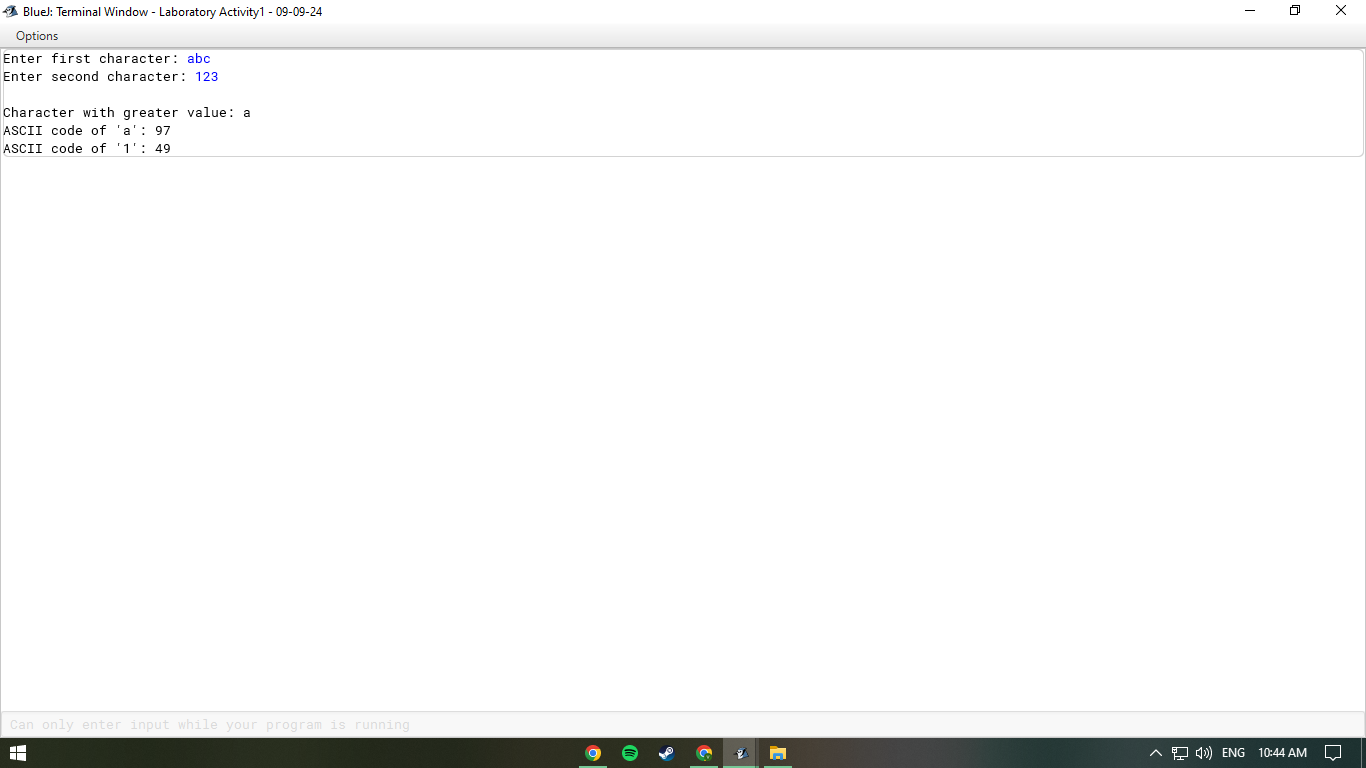 BlueJ: Terminal Window - Laboratory Activity1 - 09-09-24
Options
Enter first character: abc
Enter second character: 123
Character with greater value: a
ASCII code of 'a': 97
ASCII code of '1': 49
Can only enter input while your program is running
ENG 10:44 AM